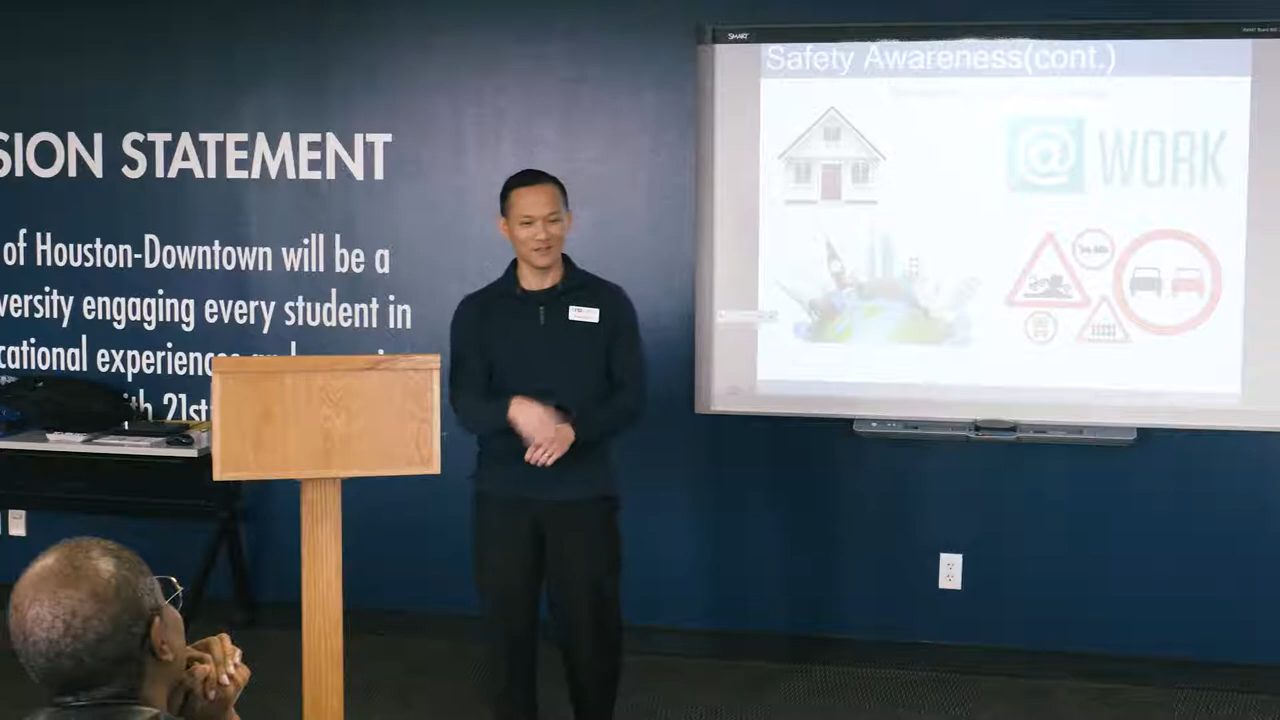 SMART
Safety Awareness(cont.)
@ WORK
SION STATEMENT
of Houston-Downtown will be a
versity engaging every student in
cational experiences
th 21st